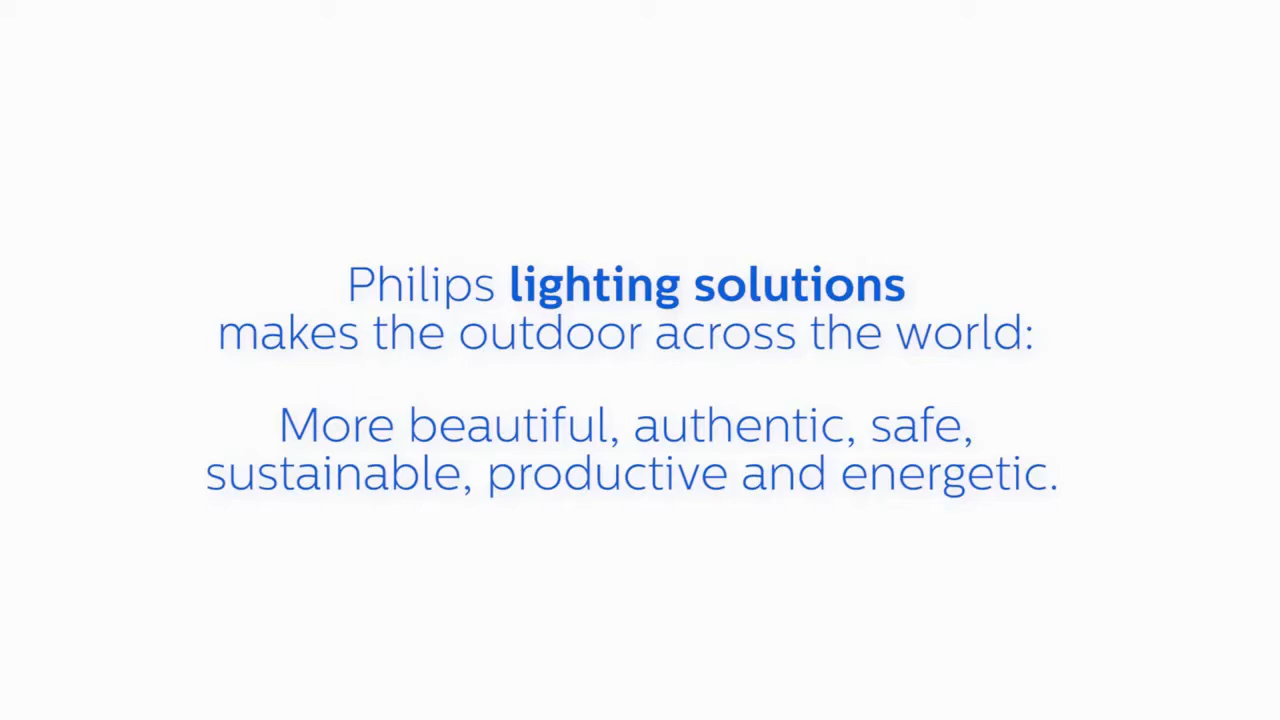 Philips lighting solutions
makes the outdoor across the world:
More beautiful, authentic, safe,
sustainable, productive and energetic.